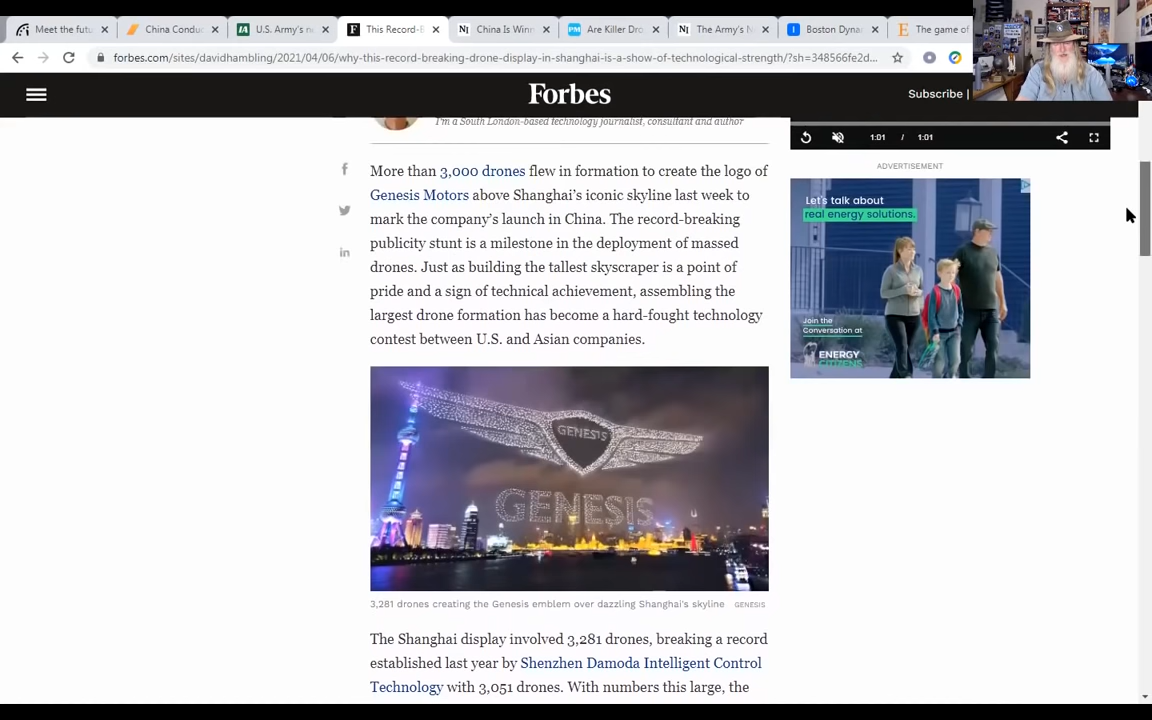 Meet the futu
China Condu
U.S. Army's n
This Record-B
China Is Winn
Are Killer Dro
The Army's N
Boston Dyna
The game of
forbes.com/sites/davidhambling/2021/04/06/why-this-record-breaking-drone-display-in-shanghai-is-a-show-of-technological-strength/?sh=348566fe2d...
Forbes
Subscribe |
I'm a South London-based technology journalist, consultant and author
1:01 / 1:01
ADVERTISEMENT
Let's talk about
real energy solutions.
Join the
Conversation at
ENERGY
CITIZENS
More than 3,000 drones flew in formation to create the logo of
Genesis Motors above Shanghai's iconic skyline last week to
mark the company's launch in China. The record-breaking
publicity stunt is a milestone in the deployment of massed
drones. Just as building the tallest skyscraper is a point of
pride and a sign of technical achievement, assembling the
largest drone formation has become a hard-fought technology
contest between U.S. and Asian companies.
GENESIS
GENESIS
3,281 drones creating the Genesis emblem over dazzling Shanghai's skyline GENESIS
The Shanghai display involved 3,281 drones, breaking a record
established last year by Shenzhen Damoda Intelligent Control
Technology with 3,051 drones. With numbers this large, the